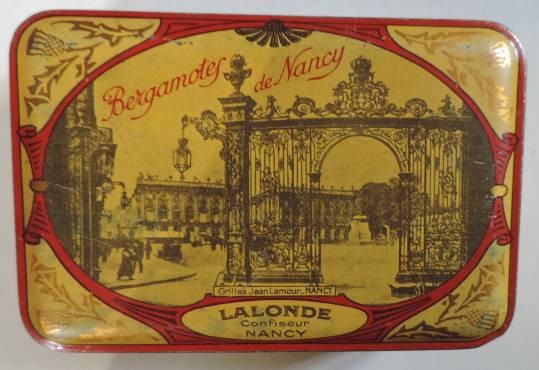 Bergamotes de Nancy
Grilles Jean Lamour. NANCY
LALONDE
Confiseur
NANCY